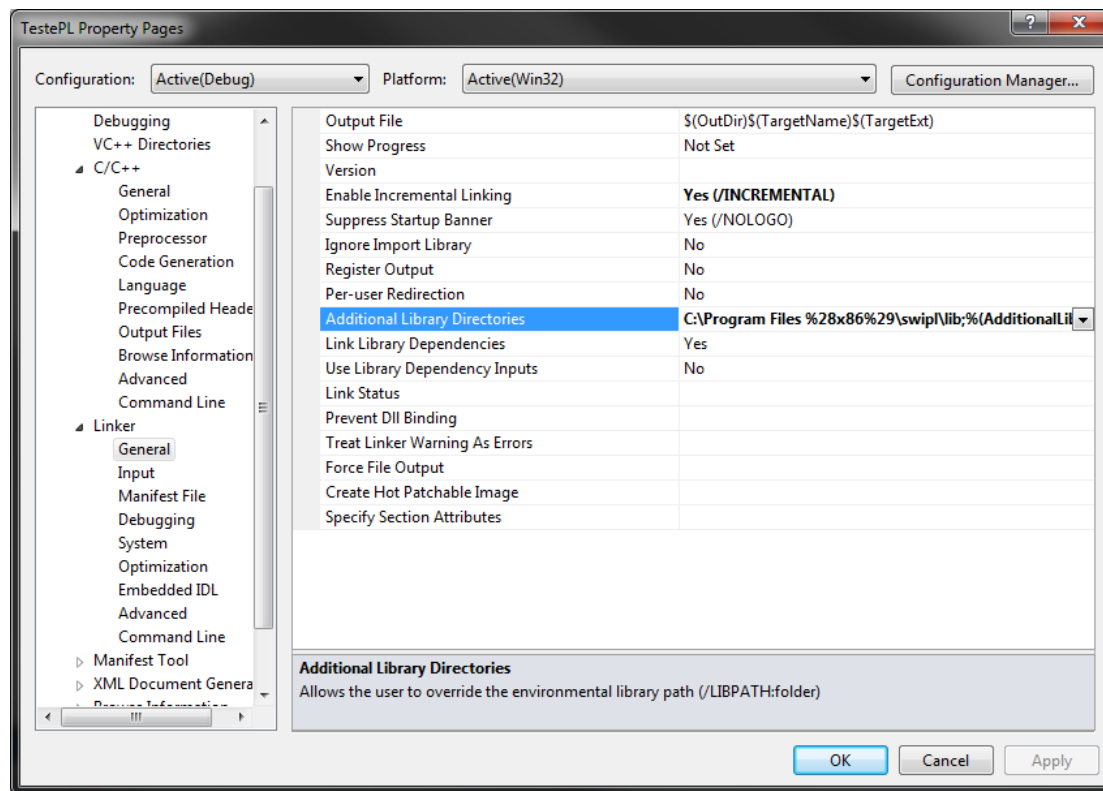 TestePL Property Pages
Configuration: Active(Debug) Platform: Active(Win32) Configuration Manager...
Debugging
VC++ Directories
C/C++
General
Optimization
Preprocessor
Code Generation
Language
Precompiled Heade
Output Files
Browse Information
Advanced
Command Line
Linker
General
Input
Manifest File
Debugging
System
Optimization
Embedded IDL
Advanced
Command Line
Manifest Tool
XML Document Genera
Browse Information
Output File $(OutDir)$(TargetName)$(TargetExt)
Show Progress Not Set
Version
Enable Incremental Linking Yes (/INCREMENTAL)
Suppress Startup Banner Yes (/NOLOGO)
Ignore Import Library No
Register Output No
Per-user Redirection No
Additional Library Directories C:\Program Files %28x86%29\swipl\lib;%(AdditionalLib
Link Library Dependencies Yes
Use Library Dependency Inputs No
Link Status
Prevent Dll Binding
Treat Linker Warning As Errors
Force File Output
Create Hot Patchable Image
Specify Section Attributes
Additional Library Directories
Allows the user to override the environmental library path (/LIBPATH:folder)
OK Cancel Apply